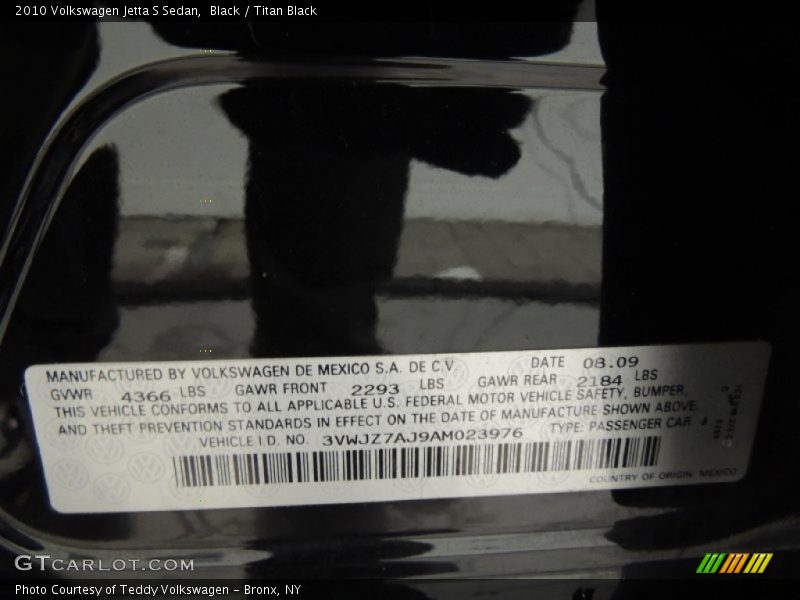 2010 Volkswagen Jetta S Sedan,  Black / Titan Black
MANUFACTURED BY VOLKSWAGEN DE MEXICO S.A. DE C.V. DATE 08.09
GVWR 4366 LBS GAWR FRONT 2293 LBS GAWR REAR 2184 LBS
THIS VEHICLE CONFORMS TO ALL APPLICABLE U.S. FEDERAL MOTOR VEHICLE SAFETY, BUMPER,
AND THEFT PREVENTION STANDARDS IN EFFECT ON THE DATE OF MANUFACTURE SHOWN ABOVE.
VEHICLE I.D. NO. 3VWJZ7AJ9AM023976 TYPE: PASSENGER CAR
COUNTRY OF ORIGIN: MEXICO
GTCARLOT.COM
Photo Courtesy of Teddy Volkswagen – Bronx, NY